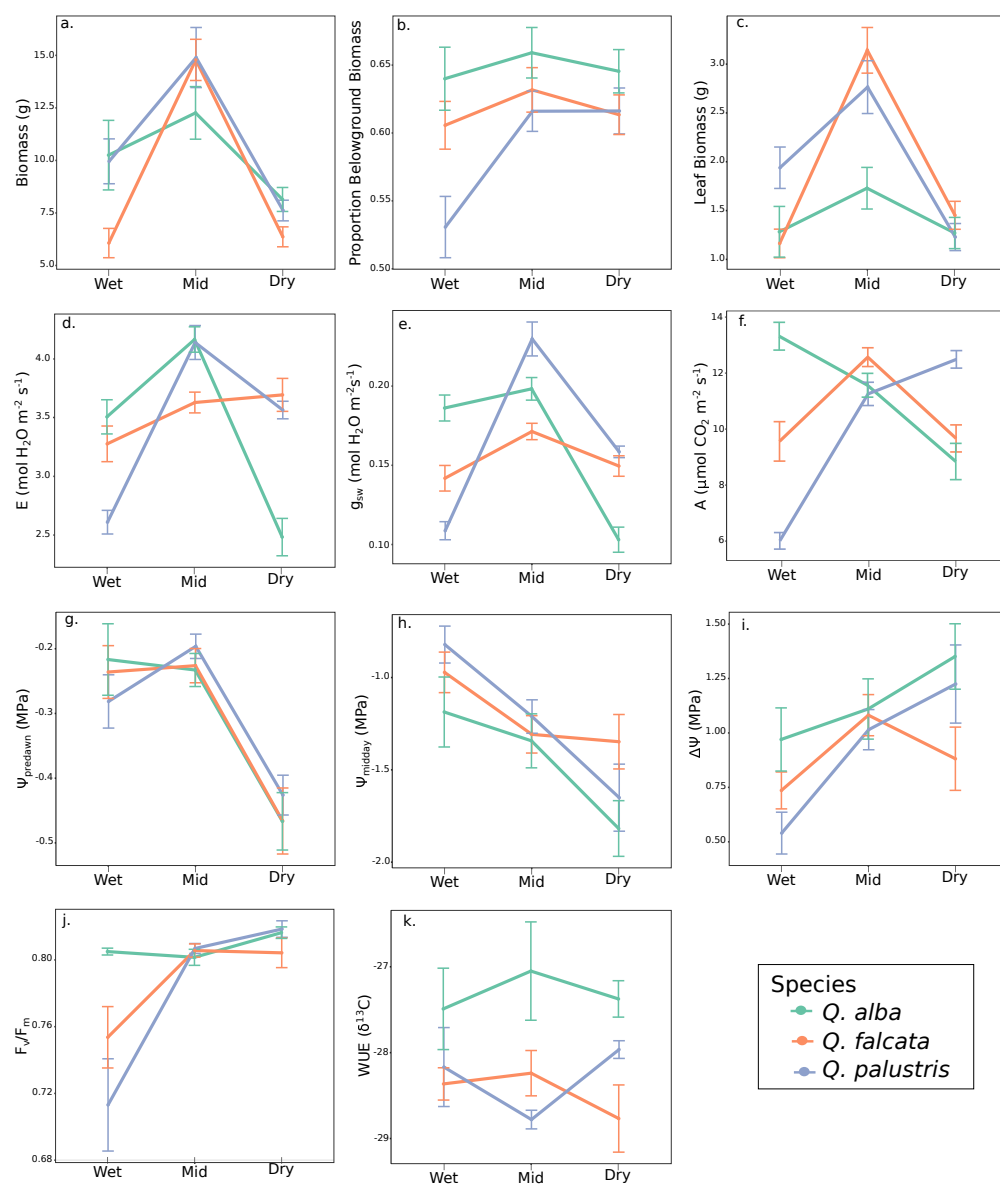 a.
Biomass (g)
15.0
12.5
10.0
7.5
5.0
Wet
Mid
Dry
b.
Proportion Belowground Biomass
0.65
0.60
0.55
0.50
Wet
Mid
Dry
c.
Leaf Biomass (g)
3.0
2.0
1.5
1.0
Wet
Mid
Dry
d.
E (mol H₂O m⁻² s⁻¹)
4.0
3.5
3.0
2.5
Wet
Mid
Dry
e.
g_sw (mol H₂O m⁻²s⁻¹)
0.20
0.15
0.10
Wet
Mid
Dry
f.
A (μmol CO₂ m⁻² s⁻¹)
14
12
10
8
6
Wet
Mid
Dry
g.
Ψpredawn (MPa)
-0.2
-0.3
-0.4
-0.5
Wet
Mid
Dry
h.
Ψmidday (MPa)
-1.0
-1.5
-2.0
Wet
Mid
Dry
i.
ΔΨ (MPa)
1.50
1.00
0.75
0.50
Wet
Mid
Dry
j.
Fᵥ/Fₘ
0.80
0.76
0.72
0.68
Wet
Mid
Dry
k.
WUE (δ¹³C)
-27
-28
-29
Wet
Mid
Dry
Species
Q. alba
Q. falcata
Q. palustris